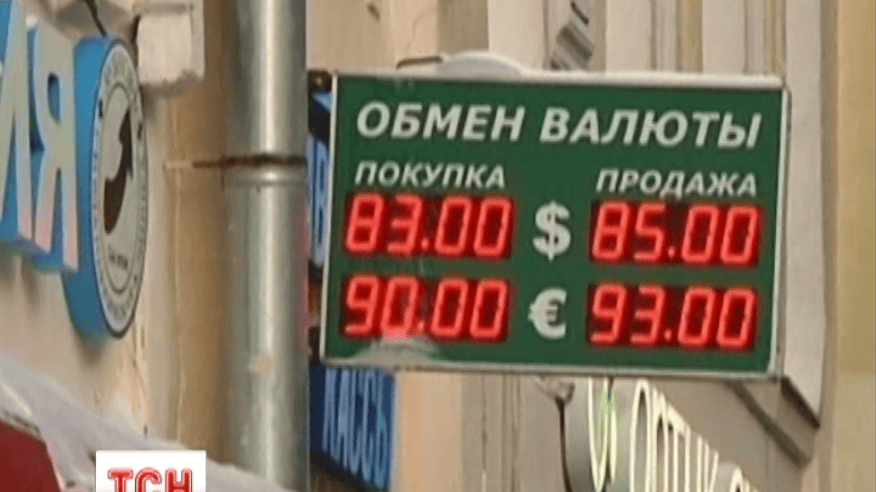 ОБМЕН ВАЛЮТЫ
ПОКУПКА ПРОДАЖА
83.00 $ 85.00
90.00 € 93.00
ТСН